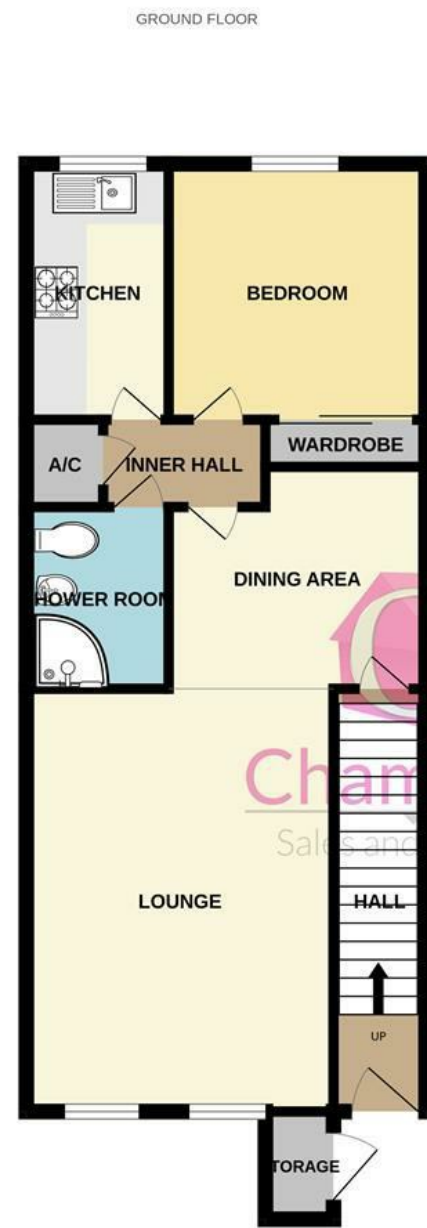 GROUND FLOOR
KITCHEN
BEDROOM
WARDROBE
A/C
INNER HALL
DINING AREA
HOWER ROOM
Cham
Sales and
LOUNGE
HALL
UP
TORAGE